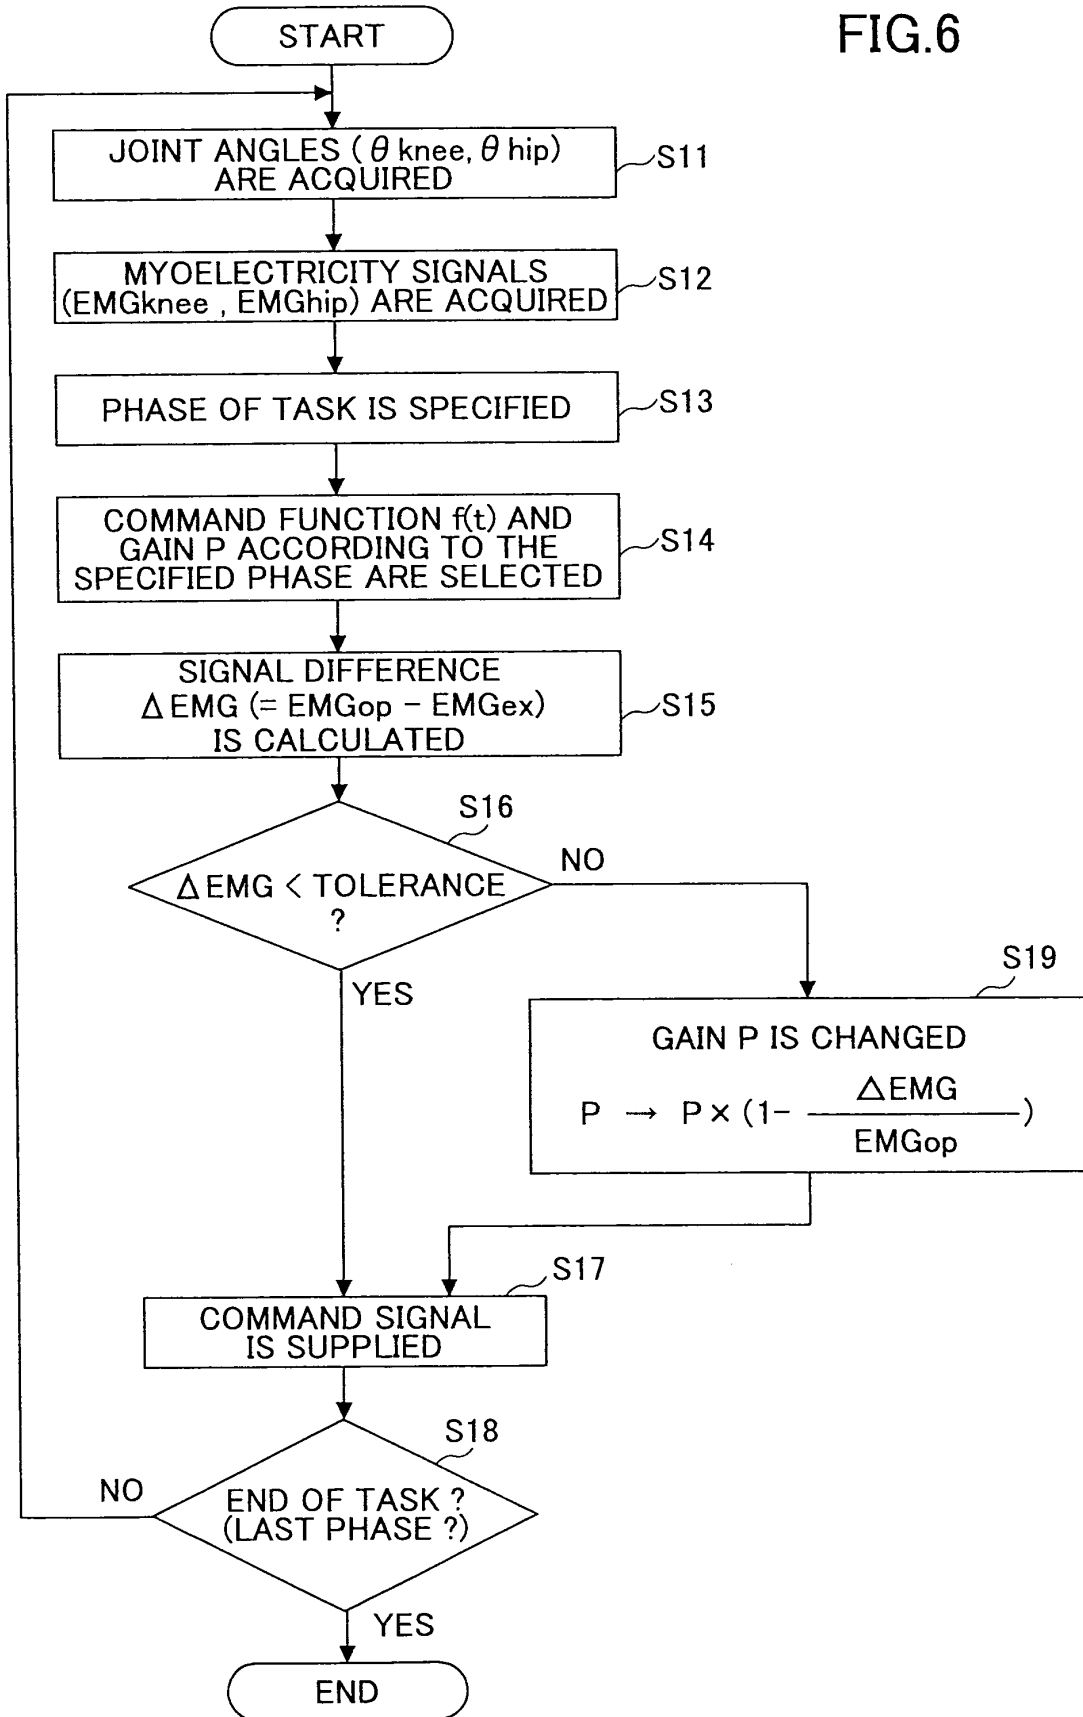 FIG.6
START
JOINT ANGLES (θ knee, θ hip)
ARE ACQUIRED
S11
MYOELECTRICITY SIGNALS
(EMGknee , EMGhip) ARE ACQUIRED
S12
PHASE OF TASK IS SPECIFIED
S13
COMMAND FUNCTION f(t) AND
GAIN P ACCORDING TO THE
SPECIFIED PHASE ARE SELECTED
S14
SIGNAL DIFFERENCE
Δ EMG (= EMGop - EMGex)
IS CALCULATED
S15
S16
Δ EMG < TOLERANCE
?
NO
YES
S19
GAIN P IS CHANGED
ΔEMG
P → P × (1- )
EMGop
S17
COMMAND SIGNAL
IS SUPPLIED
S18
END OF TASK ?
(LAST PHASE ?)
NO
YES
END